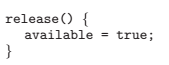 release() {
  available = true;
}